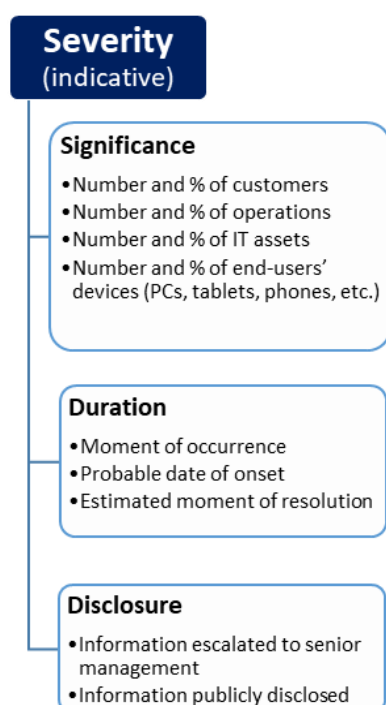 Severity
(indicative)
Significance
•Number and % of customers
•Number and % of operations
•Number and % of IT assets
•Number and % of end-users’
devices (PCs, tablets, phones, etc.)
Duration
•Moment of occurrence
•Probable date of onset
•Estimated moment of resolution
Disclosure
•Information escalated to senior
management
•Information publicly disclosed